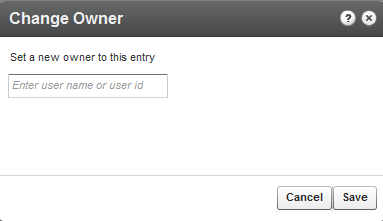 Change Owner ? ×
Set a new owner to this entry
Enter user name or user id
Cancel Save